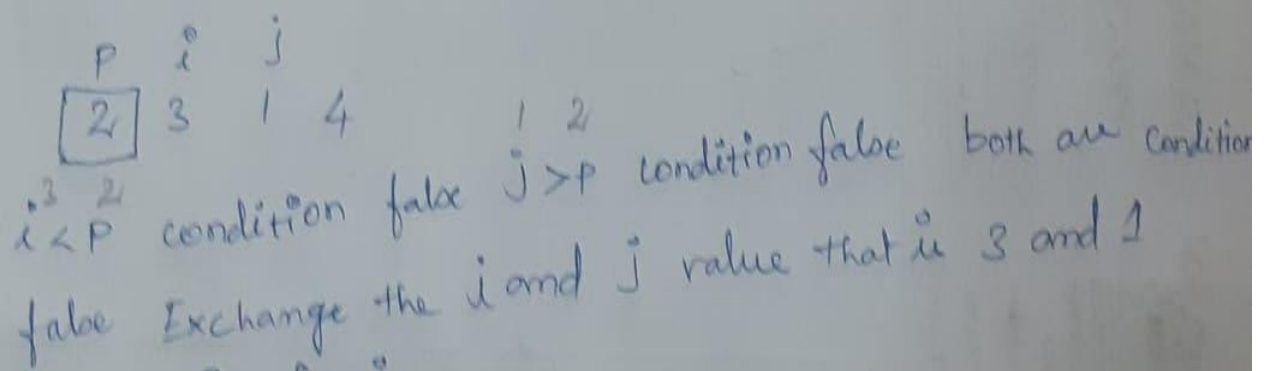 P i j
2 3 1 4
1 2
3 2
i < P condition false j > P condition false both are condition
false Exchange the i and j value that is 3 and 1